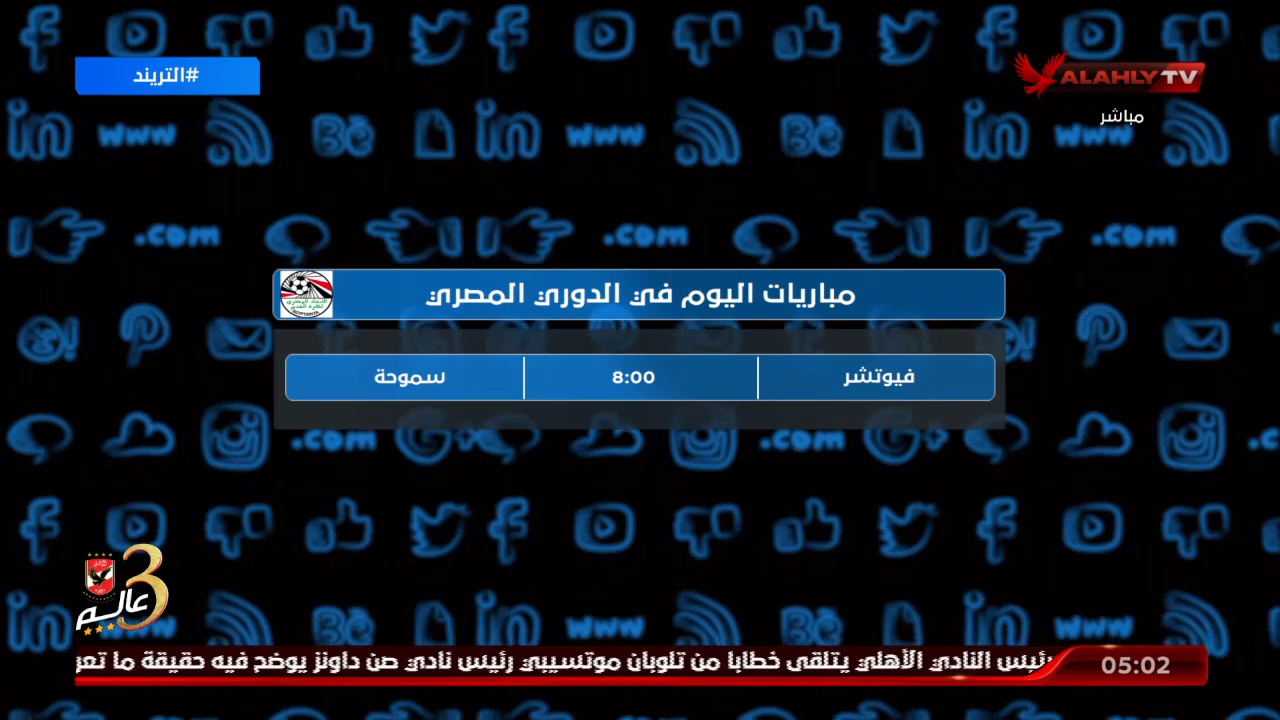 #التريند
ALAHLY TV
مباشر
مباريات اليوم في الدوري المصري
فيوتشر 8:00 سموحة
3 عالم
05:02
رئيس النادي الأهلي يتلقى خطابا من تلوبان موتسيبي رئيس نادي صن داونز يوضح فيه حقيقة ما تعر